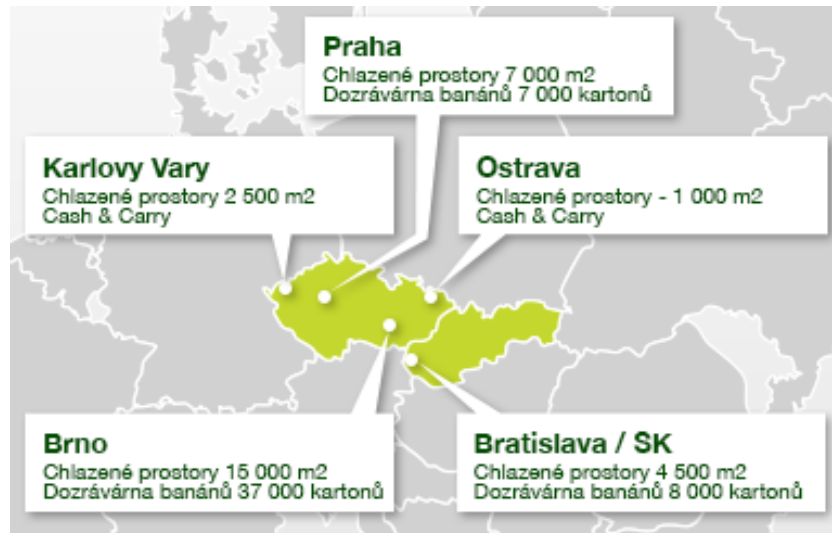 Praha
Chlazené prostory 7 000 m2
Dozrávárna banánů 7 000 kartonů
Karlovy Vary
Chlazené prostory 2 500 m2
Cash & Carry
Ostrava
Chlazené prostory - 1 000 m2
Cash & Carry
Brno
Chlazené prostory 15 000 m2
Dozrávárna banánů 37 000 kartonů
Bratislava / SK
Chlazené prostory 4 500 m2
Dozrávárna banánů 8 000 kartonů